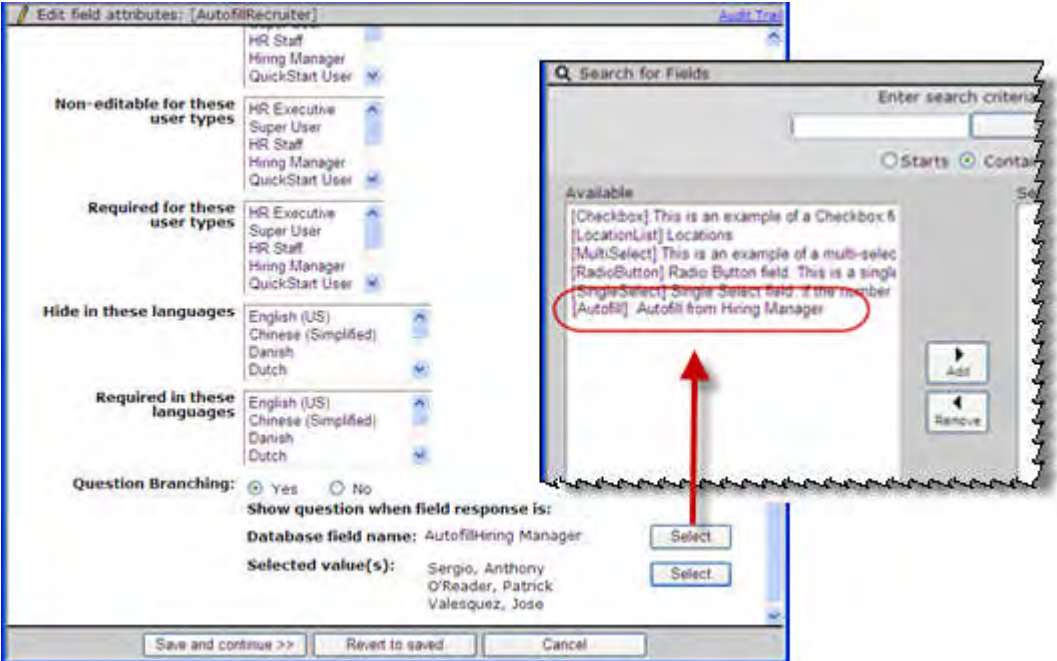 Edit field attributes: [AutofillRecruiter]
Audit Trail
Super User
HR Staff
Hiring Manager
QuickStart User
Non-editable for these user types
HR Executive
Super User
HR Staff
Hiring Manager
QuickStart User
Required for these user types
HR Executive
Super User
HR Staff
Hiring Manager
QuickStart User
Hide in these languages
English (US)
Chinese (Simplified)
Danish
Dutch
Required in these languages
English (US)
Chinese (Simplified)
Danish
Dutch
Question Branching:
Yes
No
Show question when field response is:
Database field name: AutofillHiring Manager
Select
Selected value(s):
Sergio, Anthony
O'Reader, Patrick
Valesquez, Jose
Select
Save and continue >>
Revert to saved
Cancel
Search for Fields
Enter search criteria
Starts
Contai
Available
Se
[Checkbox] This is an example of a Checkbox fi
[LocationList] Locations
[MultiSelect] This is an example of a multi-selec
[RadioButton] Radio Button field. This is a single
[SingleSelect] Single Select field. if the number
[Autofill] Autofill from Hiring Manager
Add
Remove